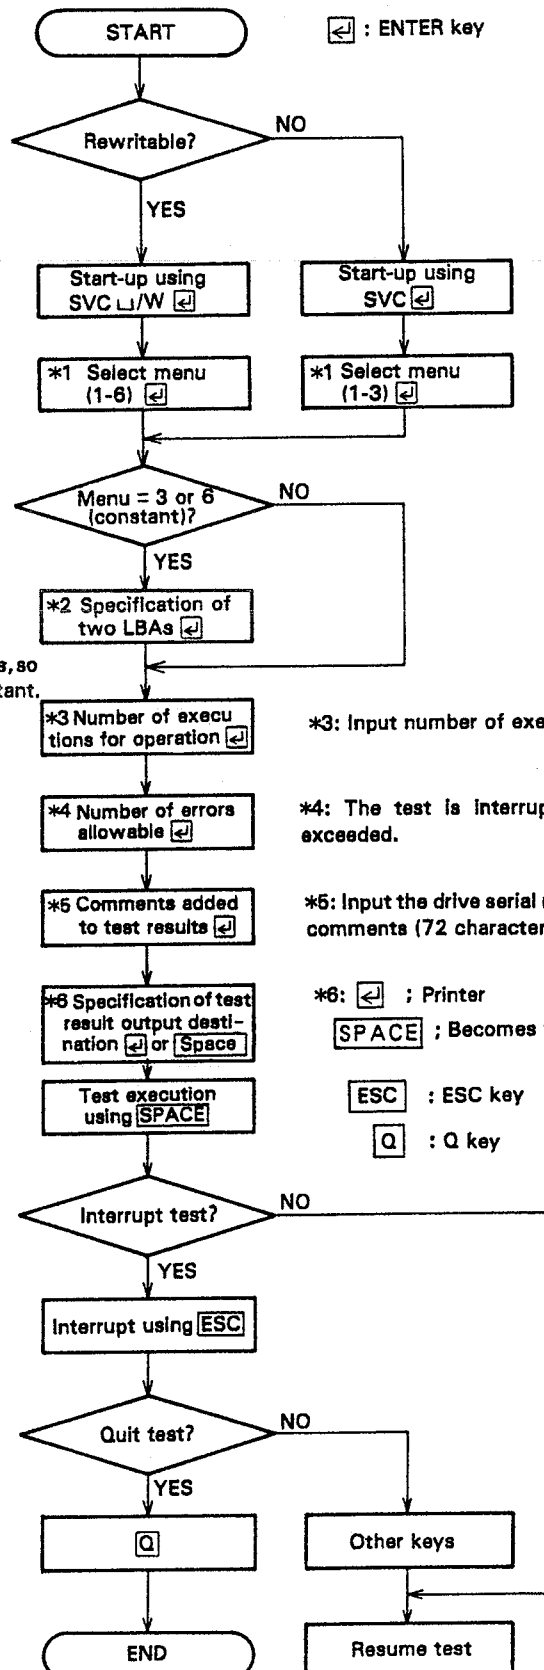 START
↵ : ENTER key
Rewritable?
NO
YES
Start-up using
SVC ⊔/W ↵
Start-up using
SVC ↵
*1 Select menu
(1-6) ↵
*1 Select menu
(1-3) ↵
Menu = 3 or 6
(constant)?
NO
YES
*2 Specification of
two LBAs ↵
s, so
tant.
*3 Number of execu
tions for operation ↵
*3: Input number of exe
*4 Number of errors
allowable ↵
*4: The test is interrup
exceeded.
*5 Comments added
to test results ↵
*5: Input the drive serial
comments (72 character
*6 Specification of test
result output desti-
nation ↵ or Space
*6: ↵ ; Printer
SPACE ; Becomes
Test execution
using SPACE
ESC : ESC key
Q : Q key
Interrupt test?
NO
YES
Interrupt using ESC
Quit test?
NO
YES
Q
Other keys
END
Resume test